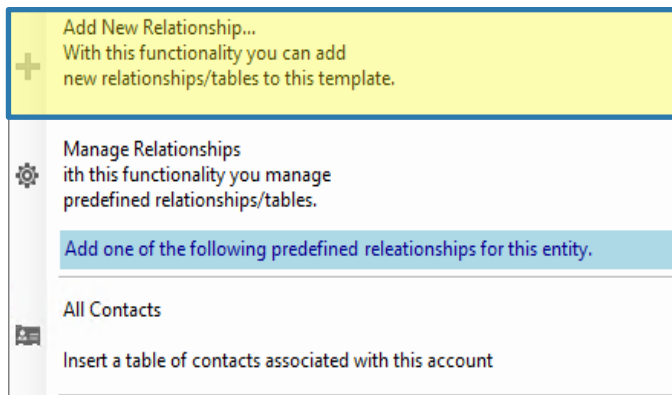 Add New Relationship...
With this functionality you can add
new relationships/tables to this template.
Manage Relationships
ith this functionality you manage
predefined relationships/tables.
Add one of the following predefined releationships for this entity.
All Contacts
Insert a table of contacts associated with this account